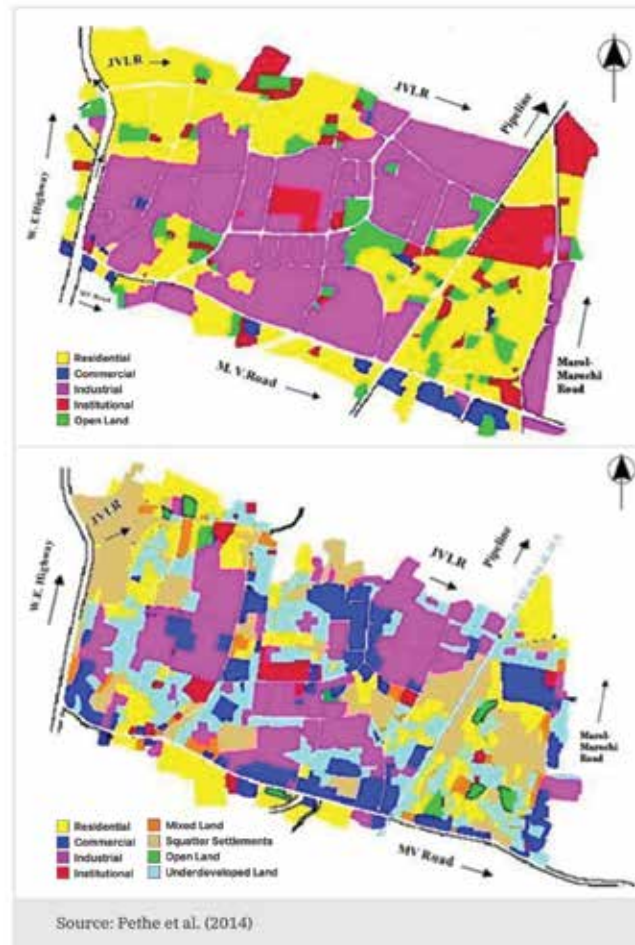 JVLR
JVLR
Pipeline
W. E Highway
MV Road
M. V. Road
Marol-
Maroshi
Road
Residential
Commercial
Industrial
Institutional
Open Land
JVLR
JVLR
Pipeline
W.E. Highway
Marol-
Maroshi
Road
MV Road
Residential
Commercial
Industrial
Institutional
Mixed Land
Squatter Settlements
Open Land
Underdeveloped Land
Source: Pethe et al. (2014)